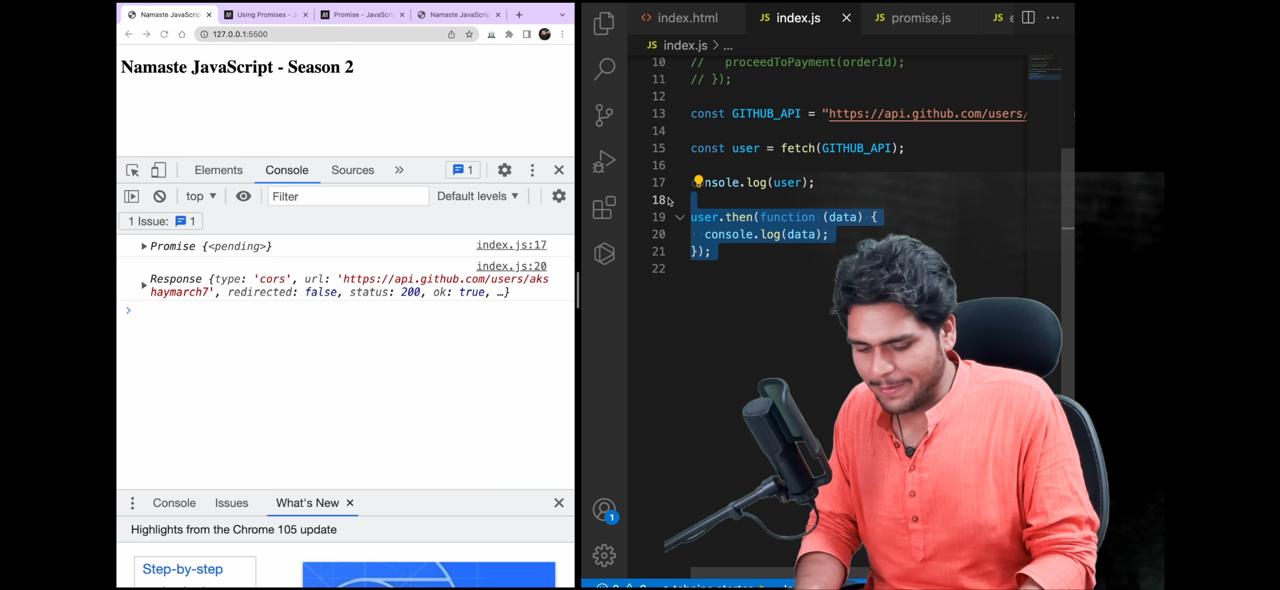 Namaste JavaScript
Using Promises - J
Promise - JavaScri
Namaste JavaScrip
127.0.0.1:5500
Namaste JavaScript - Season 2
Elements
Console
Sources
1
top
Filter
Default levels
1 Issue: 1
Promise {<pending>}
index.js:17
index.js:20
Response {type: 'cors', url: 'https://api.github.com/users/aks
haymarch7', redirected: false, status: 200, ok: true, …}
Console
Issues
What's New
Highlights from the Chrome 105 update
Step-by-step
index.html
JS index.js
JS promise.js
JS
JS index.js > ...
10 //   proceedToPayment(orderId);
11 // });
12
13 const GITHUB_API = "https://api.github.com/users/
14
15 const user = fetch(GITHUB_API);
16
17 nsole.log(user);
18
19 user.then(function (data) {
20   console.log(data);
21 });
22
1